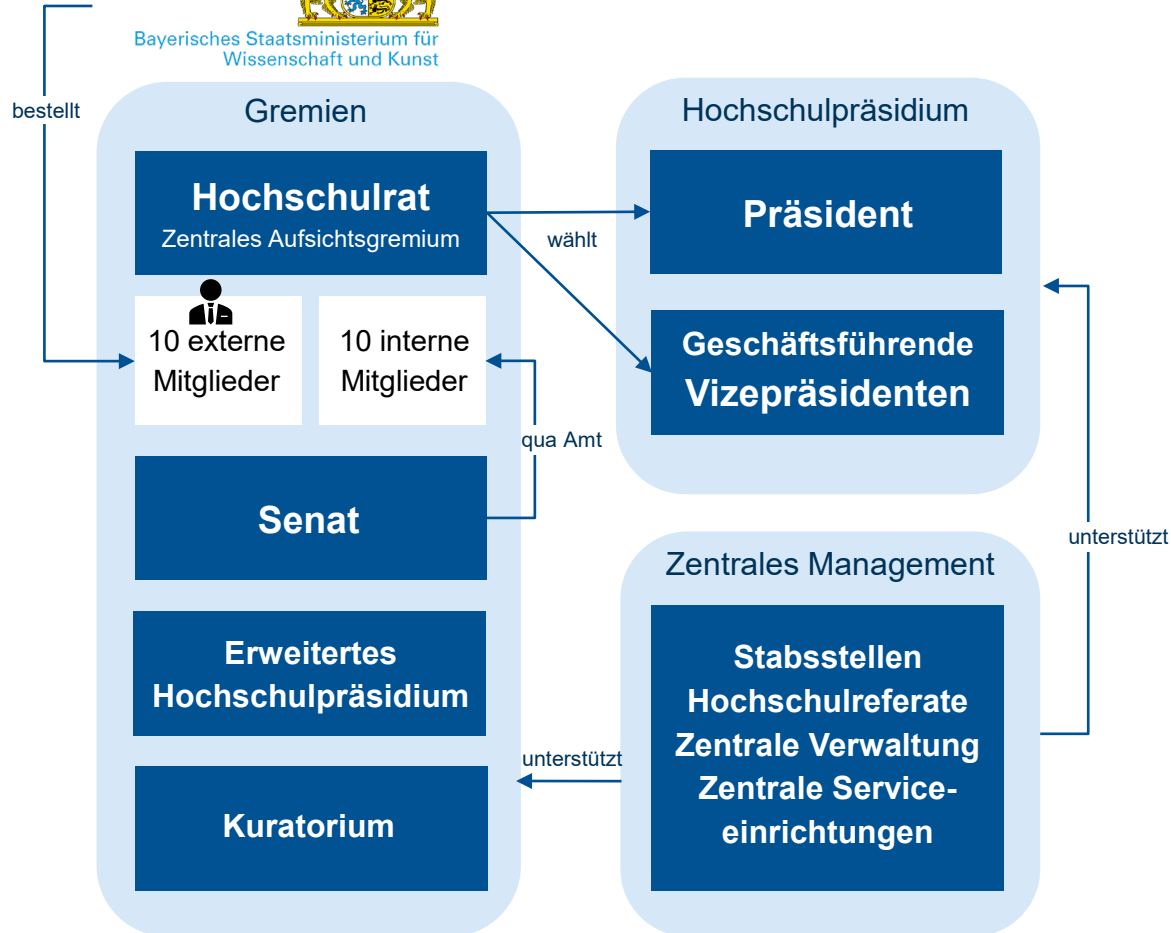 Bayerisches Staatsministerium für
Wissenschaft und Kunst
bestellt
Gremien
Hochschulrat
Zentrales Aufsichtsgremium
10 externe
Mitglieder
10 interne
Mitglieder
qua Amt
Senat
Erweitertes
Hochschulpräsidium
Kuratorium
wählt
Hochschulpräsidium
Präsident
Geschäftsführende
Vizepräsidenten
unterstützt
Zentrales Management
Stabsstellen
Hochschulreferate
Zentrale Verwaltung
Zentrale Service-
einrichtungen
unterstützt